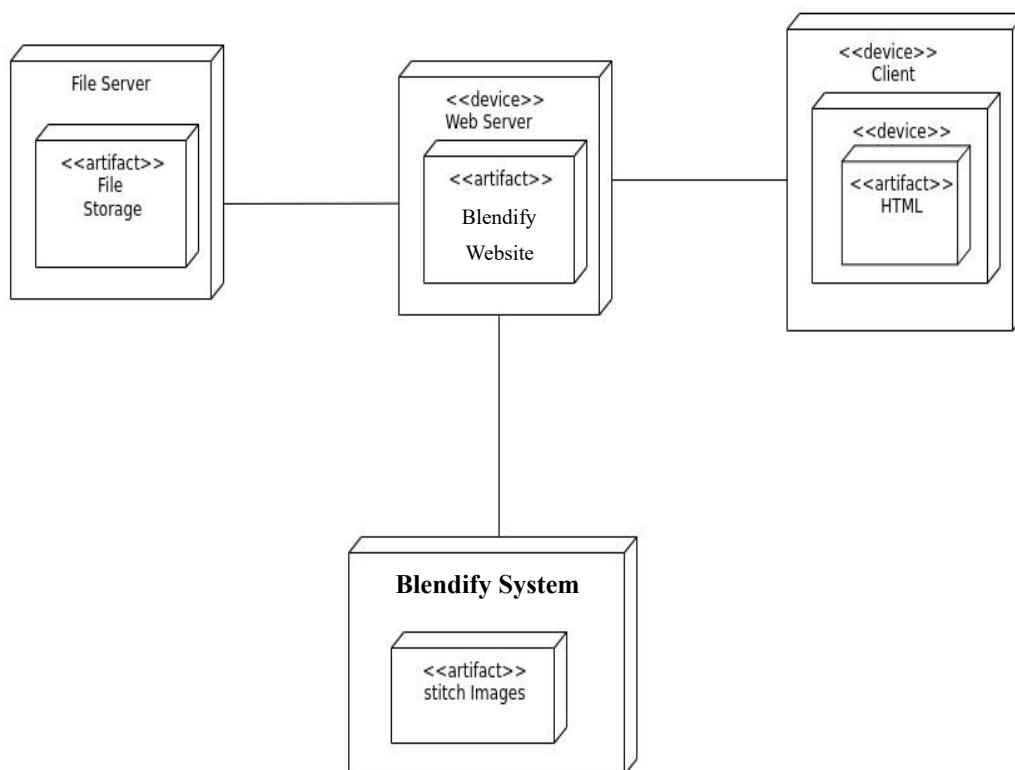 File Server
<<artifact>>
File
Storage
<<device>>
Web Server
<<artifact>>
Blendify
Website
<<device>>
Client
<<device>>
<<artifact>>
HTML
Blendify System
<<artifact>>
stitch Images